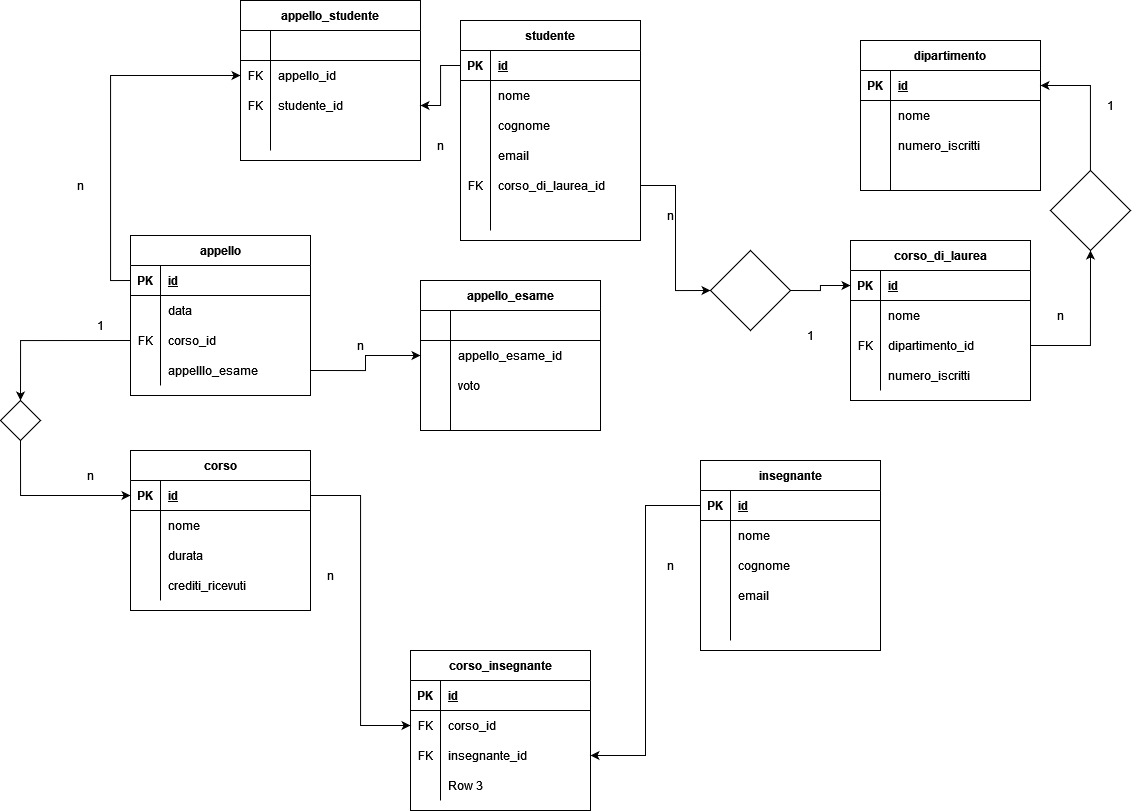 appello_studente
FK appello_id
FK studente_id
studente
PK id
nome
cognome
email
FK corso_di_laurea_id
dipartimento
PK id
nome
numero_iscritti
1
n
n
n
appello
PK id
data
FK corso_id
appelllo_esame
1
n
appello_esame
appello_esame_id
voto
corso_di_laurea
PK id
nome
FK dipartimento_id
numero_iscritti
1
n
n
corso
PK id
nome
durata
crediti_ricevuti
n
insegnante
PK id
nome
cognome
email
n
corso_insegnante
PK id
FK corso_id
FK insegnante_id
Row 3